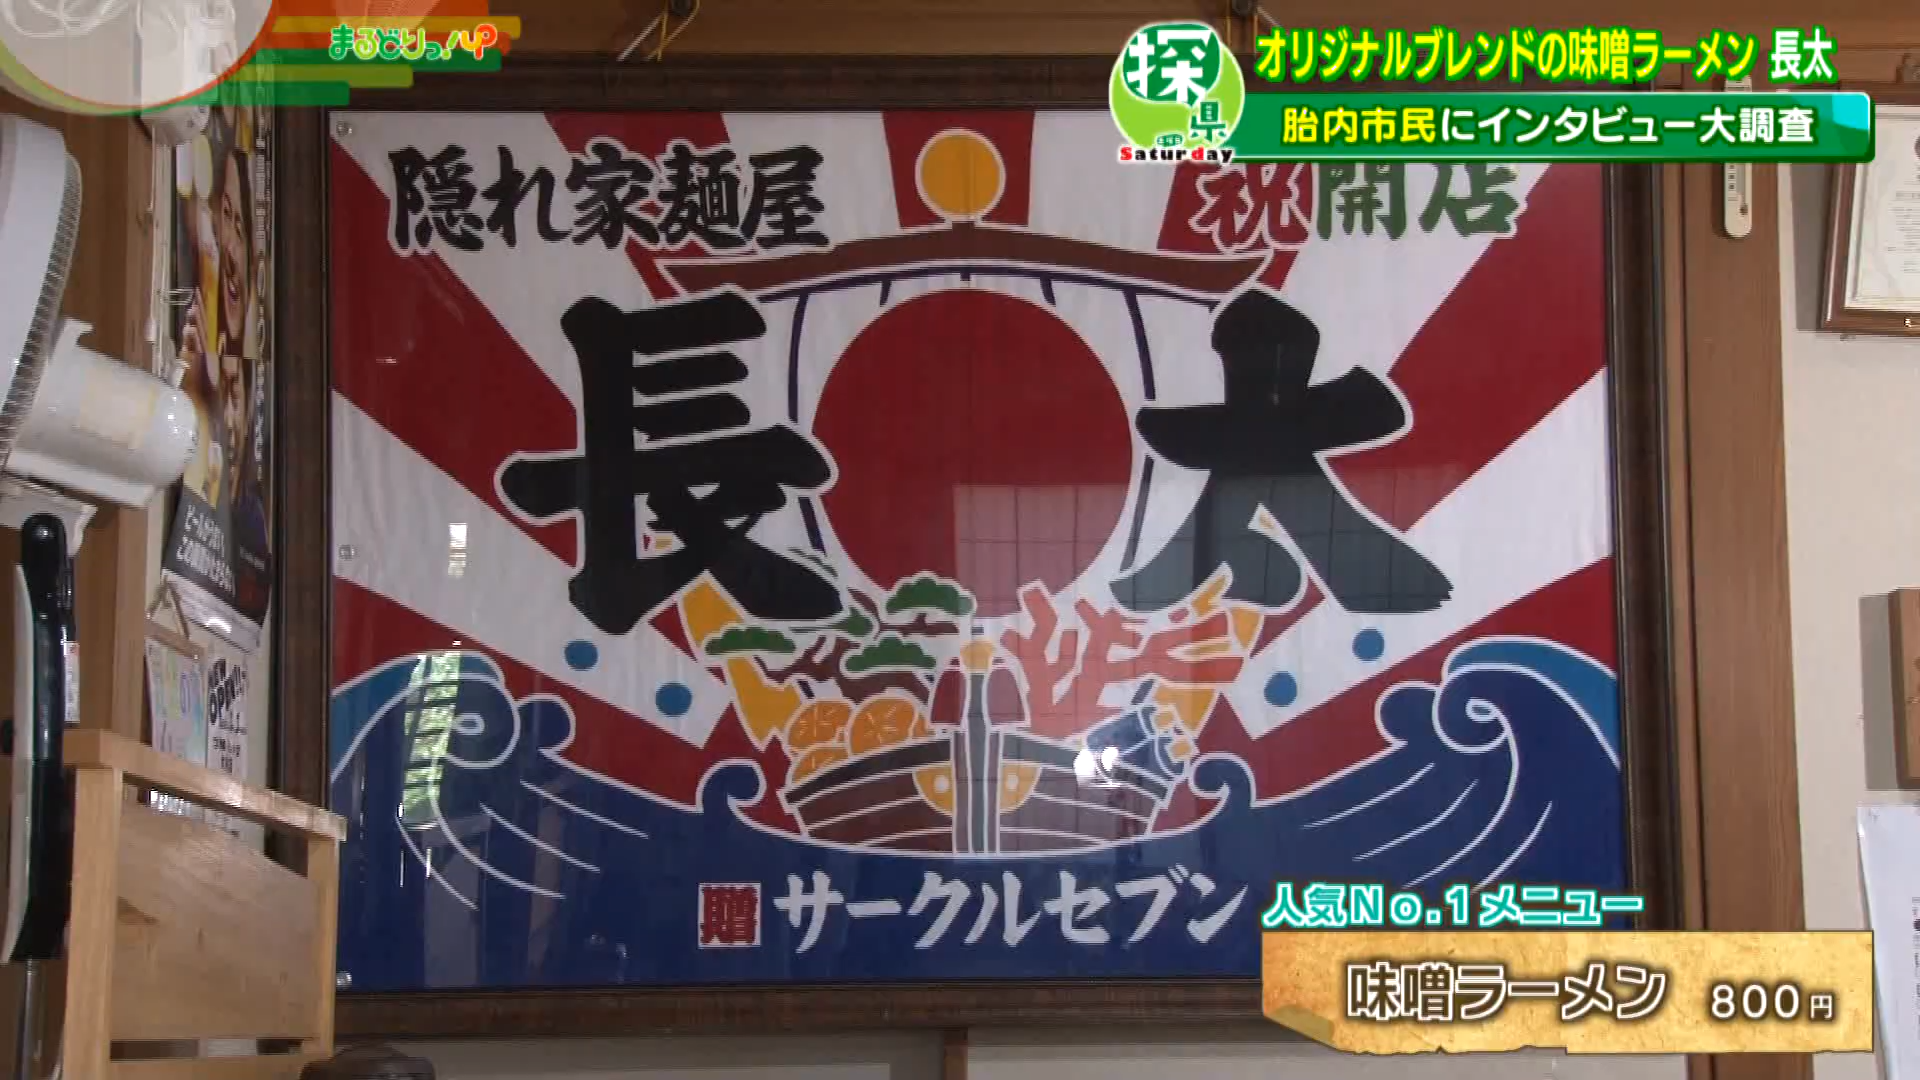 まるどりっ!UP
探県
土曜日
Saturday
オリジナルブレンドの味噌ラーメン 長太
胎内市民にインタビュー大調査
隠れ家麺屋
祝開店
長太
贈 サークルセブン
人気No.1メニュー
味噌ラーメン 800円